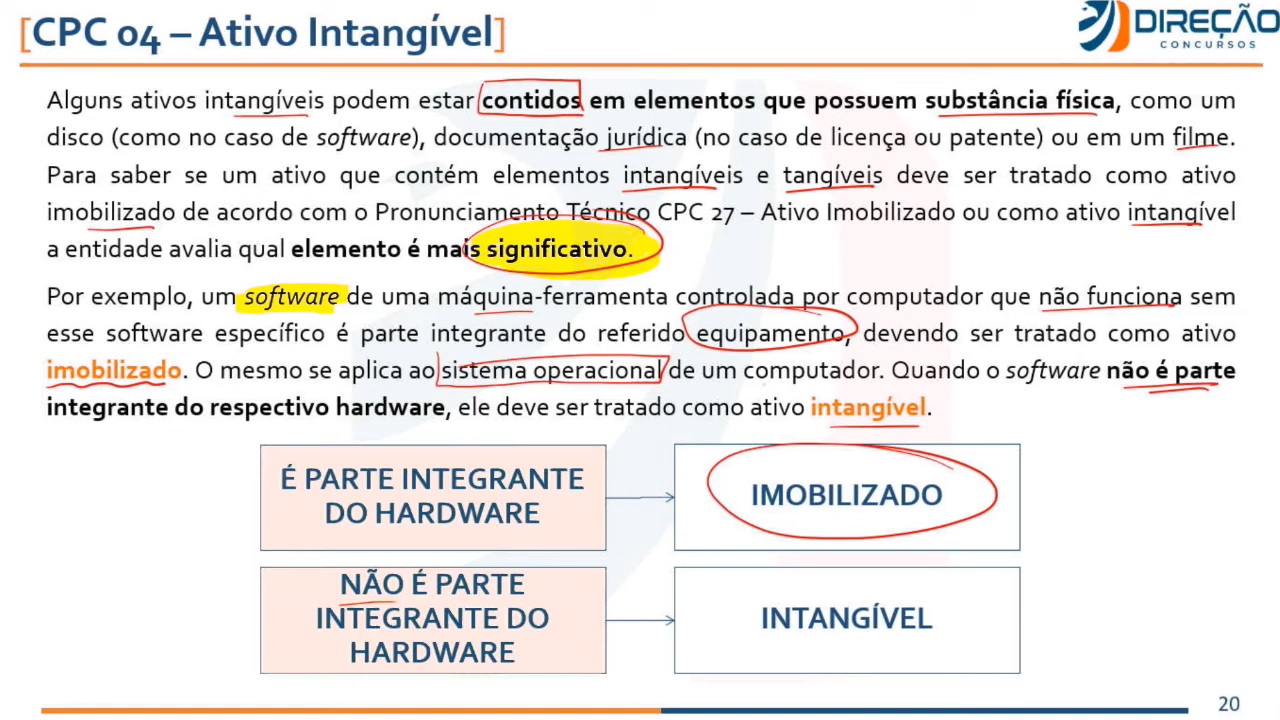 [CPC 04 – Ativo Intangível]
DIREÇÃO
CONCURSOS
Alguns ativos intangíveis podem estar contidos em elementos que possuem substância física, como um
disco (como no caso de software), documentação jurídica (no caso de licença ou patente) ou em um filme.
Para saber se um ativo que contém elementos intangíveis e tangíveis deve ser tratado como ativo
imobilizado de acordo com o Pronunciamento Técnico CPC 27 – Ativo Imobilizado ou como ativo intangível
a entidade avalia qual elemento é mais significativo.
Por exemplo, um software de uma máquina-ferramenta controlada por computador que não funciona sem
esse software específico é parte integrante do referido equipamento, devendo ser tratado como ativo
imobilizado. O mesmo se aplica ao sistema operacional de um computador. Quando o software não é parte
integrante do respectivo hardware, ele deve ser tratado como ativo intangível.
É PARTE INTEGRANTE
DO HARDWARE
IMOBILIZADO
NÃO É PARTE
INTEGRANTE DO
HARDWARE
INTANGÍVEL
20